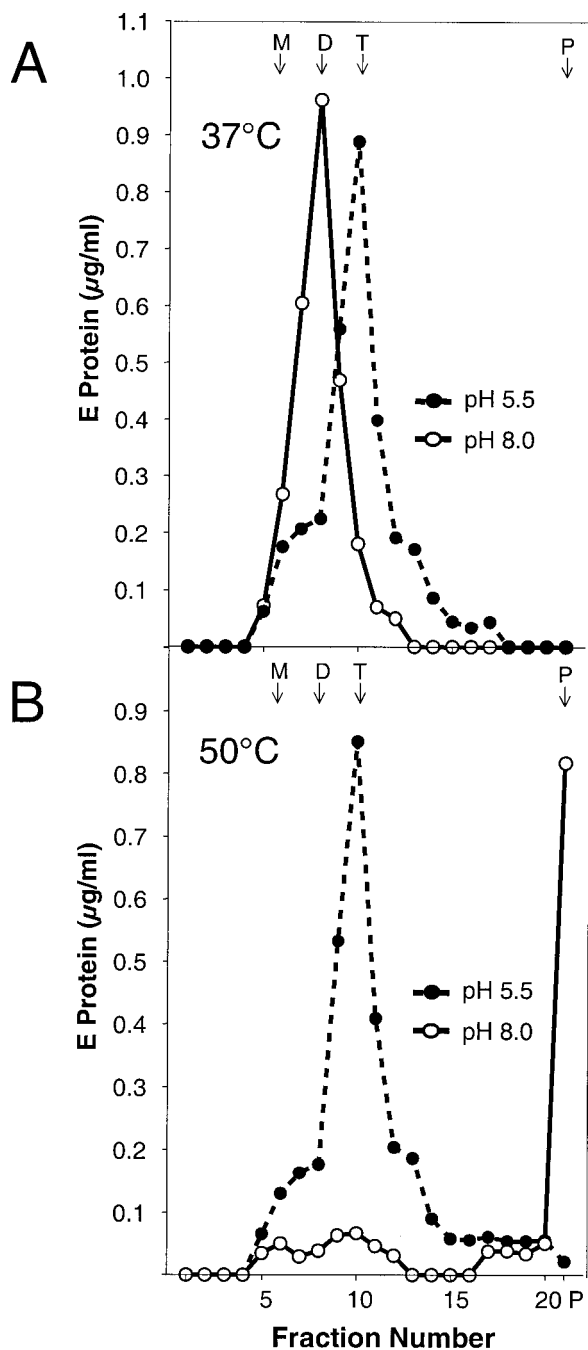 A
M D T P
37°C
1.1
1.0
0.9
0.8
0.7
0.6
0.5
0.4
0.3
0.2
0.1
E Protein (µg/ml)
pH 5.5
pH 8.0
B
M D T P
50°C
0.9
0.8
0.7
0.6
0.5
0.4
0.3
0.2
0.1
E Protein (µg/ml)
pH 5.5
pH 8.0
5 10 15 20 P
Fraction Number